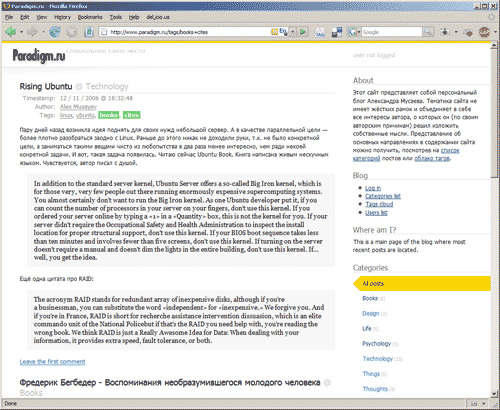 Paradigm.ru - Mozilla Firefox
File Edit View History Bookmarks Tools Help del.icio.us
http://www.paradigm.ru/tags/books+cites
Google
Paradigm.ru
user not logged
Rising Ubuntu @ Technology
Timestamp: 12 / 11 / 2006 @ 18:32:48
Author: Alex Musayev
Tags: linux, ubuntu, books, cites
Пару дней назад возникла идея поднять для своих нужд небольшой сервер. А в качестве параллельной цели —
более плотно разобраться заодно с Linux. Раньше до этого никак не доходили руки, т.к. не было конкретной
цели, а заниматься такими вещами чисто из любопытства в два раза менее интересно, чем ради некоей
конкретной задачи. И вот, такая задача появилась. Читаю сейчас Ubuntu Book. Книга написана живым нескучным
языком. Чувствуется, автор писал с душой.
In addition to the standard server kernel, Ubuntu Server offers a so-called Big Iron kernel, which is
for those very, very few people out there running enormously expensive supercomputing systems.
You almost certainly don't want to run the Big Iron kernel. As one Ubuntu developer put it, if you
can count the number of processors in your server on your fingers, don't use this kernel. If you
ordered your server online by typing a «1» in a «Quantity» box, this is not the kernel for you. If your
server didn't require the Occupational Safety and Health Administration to inspect the install
location for proper structural support, don't use this kernel. If your BIOS boot sequence takes less
than ten minutes and involves fewer than five screens, don't use this kernel. If turning on the server
doesn't require a manual and doesn't dim the lights in the entire building, don't use this kernel. If...
well, you get the idea.
Ещё одна цитата про RAID:
The acronym RAID stands for redundant array of inexpensive disks, although if you're
a businessman, you can substitute the word «independent» for «inexpensive.» We forgive you. And
if you're in France, RAID is short for recherche assistance intervention dissuasion, which is an elite
commando unit of the National Policebut if that's the RAID you need help with, you're reading the
wrong book. We think RAID is just a Really Awesome Idea for Data: When dealing with your
information, it provides extra speed, fault tolerance, or both.
Leave the first comment
Фредерик Бегбедер - Воспоминания необразумившегося молодого человека @
Books
About
Этот сайт представляет собой персональный
блог Александра Мусаева. Тематика сайта не
имеет жёстких рамок и объединяет в себе
все интересы автора, о которых он (по своим
авторским причинам) решил изложить
собственные мысли. Представление об
основных направлениях в содержании сайта
можно получить, посмотрев на список
категорий постов или облако тагов.
Blog
Log in
Categories list
Tags cloud
Users list
Where am I?
This is a main page of the blog where most
recent posts are located.
Categories
All posts
Books (6)
Design (2)
Life (5)
Psychology (1)
Technology (12)
Things (4)
Thoughts (9)
Done